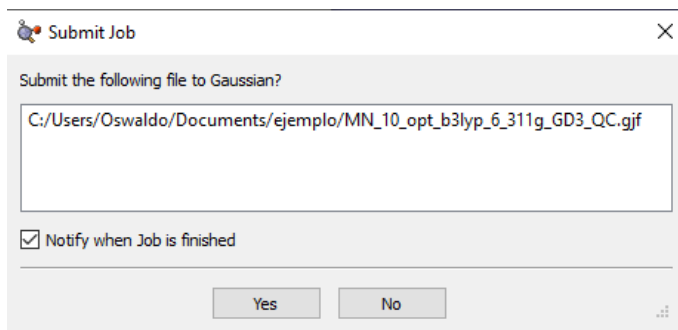 Submit Job
Submit the following file to Gaussian?
C:/Users/Oswaldo/Documents/ejemplo/MN_10_opt_b3lyp_6_311g_GD3_QC.gjf
Notify when Job is finished
Yes No